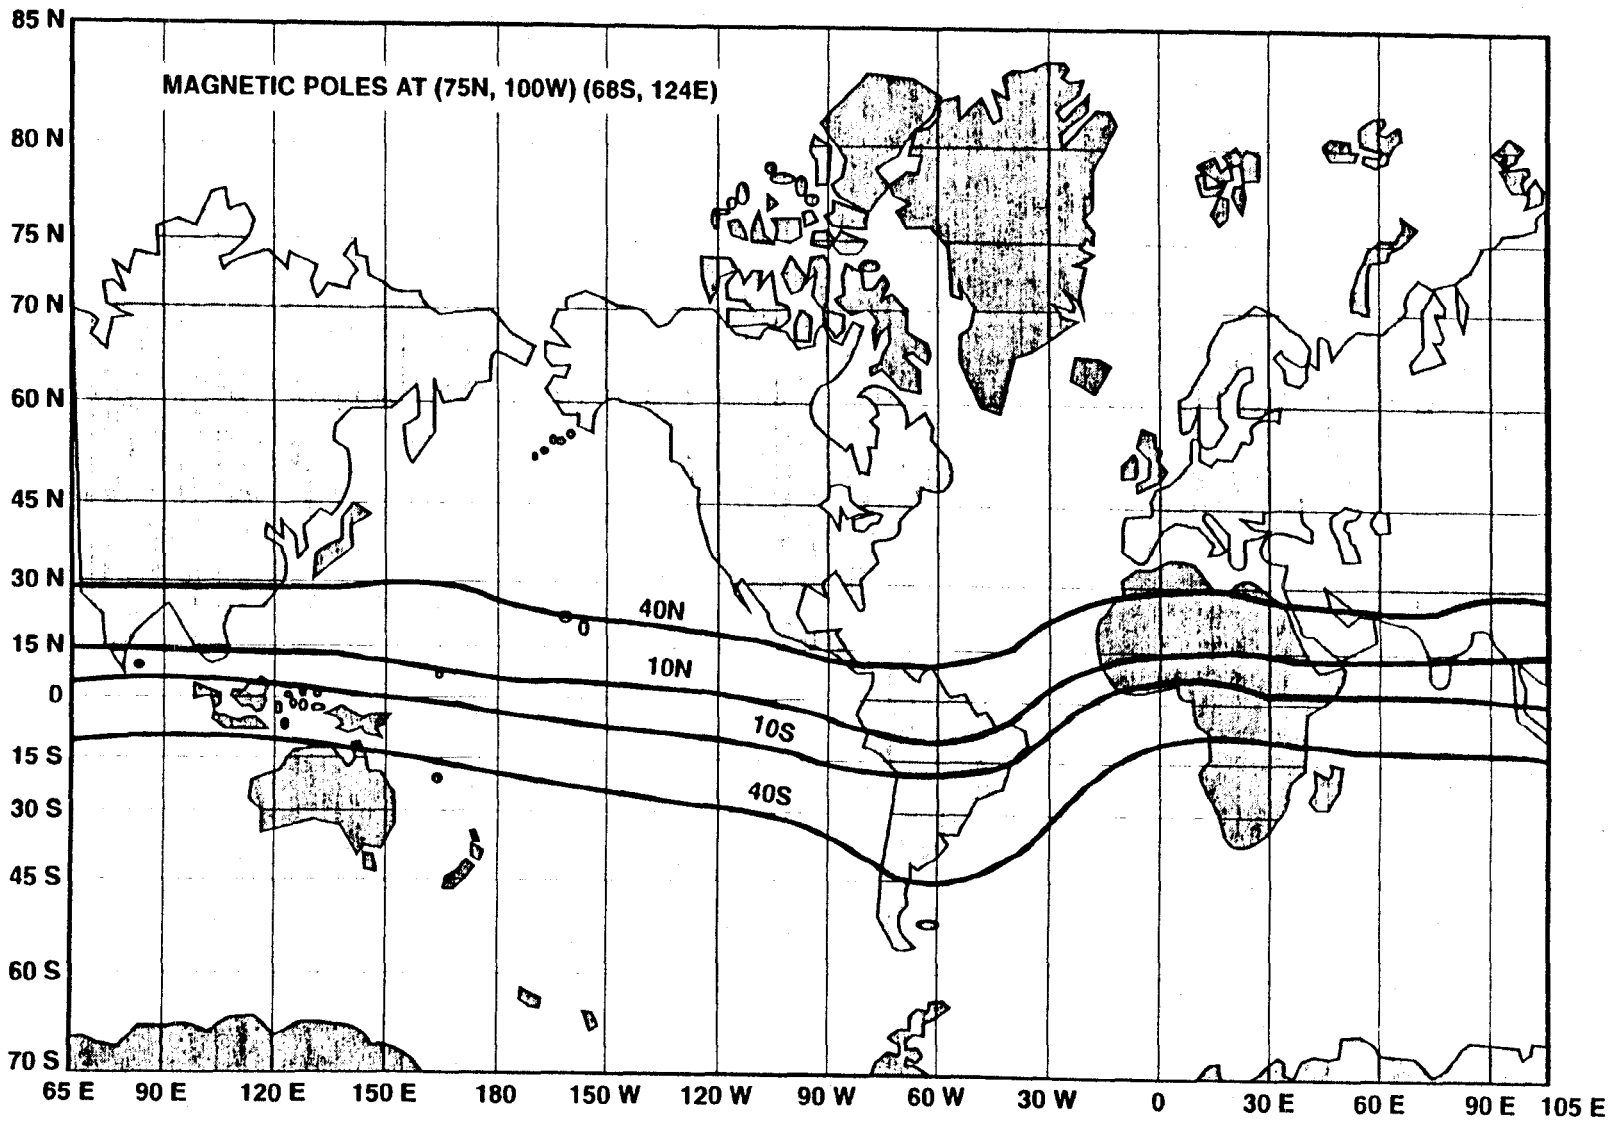 85 N
MAGNETIC POLES AT (75N, 100W) (68S, 124E)
80 N
75 N
70 N
60 N
45 N
30 N
40N
15 N
10N
0
10S
15 S
40S
30 S
45 S
60 S
70 S
65 E 90 E 120 E 150 E 180 150 W 120 W 90 W 60 W 30 W 0 30 E 60 E 90 E 105 E